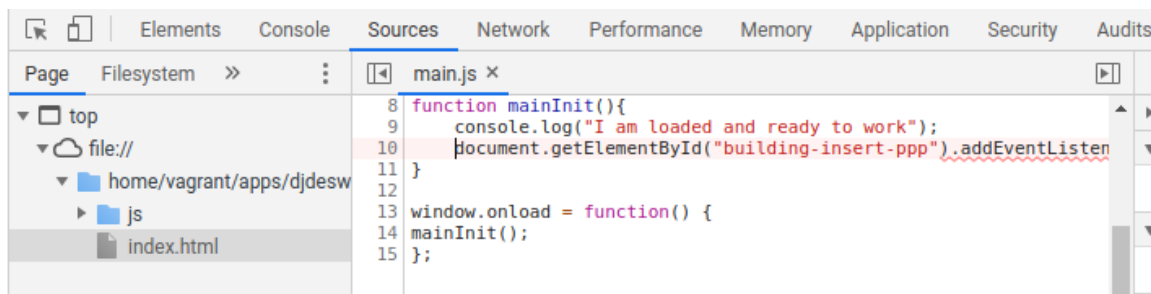 Elements Console Sources Network Performance Memory Application Security Audits
Page Filesystem » main.js ×
top
file://
home/vagrant/apps/djdesw
js
index.html
8 function mainInit(){
9 console.log("I am loaded and ready to work");
10 document.getElementById("building-insert-ppp").addEventListen
11 }
12
13 window.onload = function() {
14 mainInit();
15 };